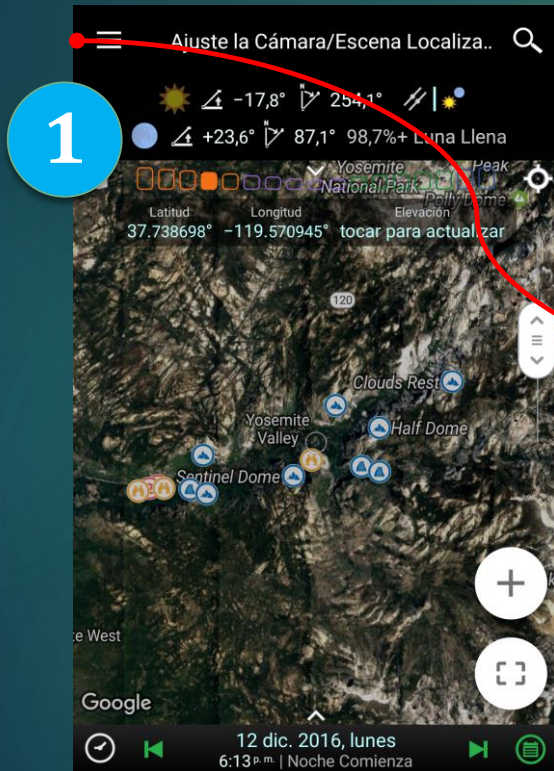 Ajuste la Cámara/Escena Localiza..
-17,8° 254,1°
1
+23,6° 87,1° 98,7%+ Luna Llena
Yosemite National Park
Peak
Polly Dome
Latitud Longitud Elevación
37.738698° -119.570945° tocar para actualizar
120
Clouds Rest
Yosemite
Valley
Half Dome
Sentinel Dome
te West
Google
12 dic. 2016, lunes
6:13 p. m. | Noche Comienza